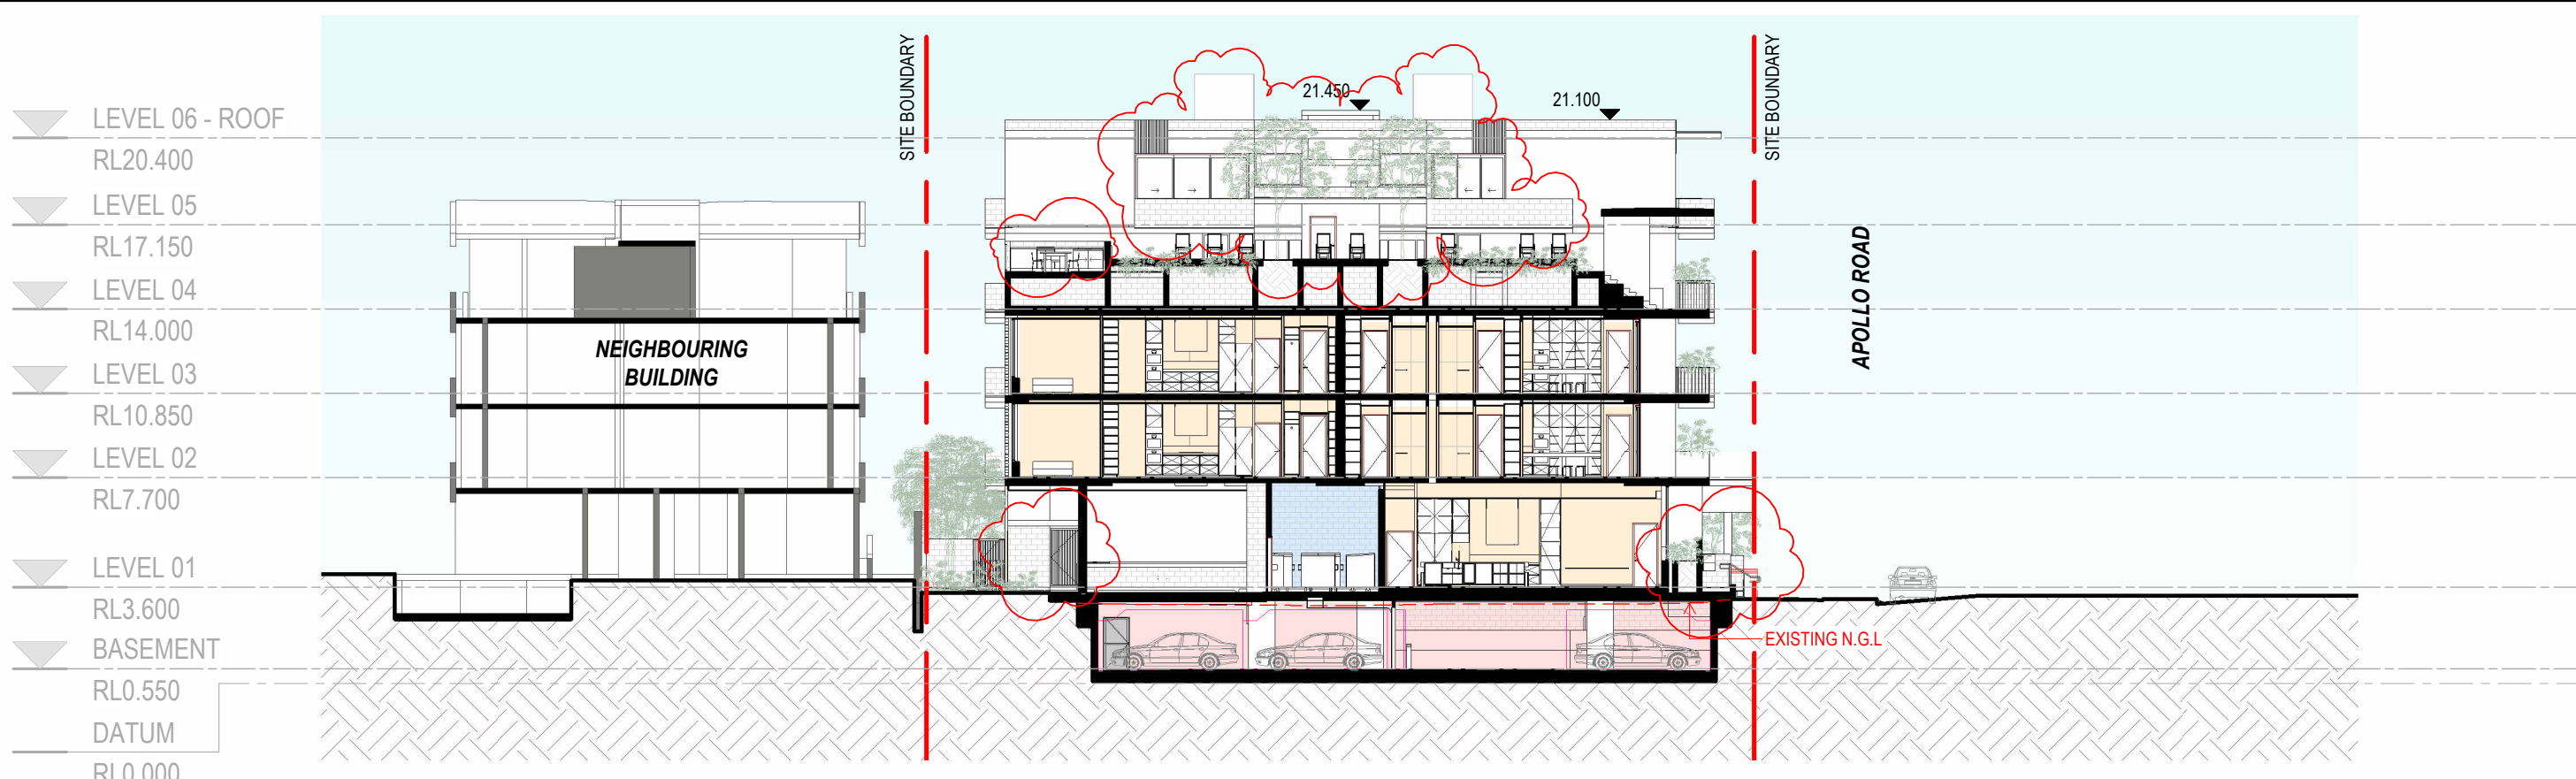 SITE BOUNDARY
SITE BOUNDARY
21.450
21.100
LEVEL 06 - ROOF
RL20.400
LEVEL 05
RL17.150
LEVEL 04
RL14.000
LEVEL 03
RL10.850
LEVEL 02
RL7.700
LEVEL 01
RL3.600
BASEMENT
RL0.550
DATUM
RL0.000
NEIGHBOURING
BUILDING
APOLLO ROAD
EXISTING N.G.L